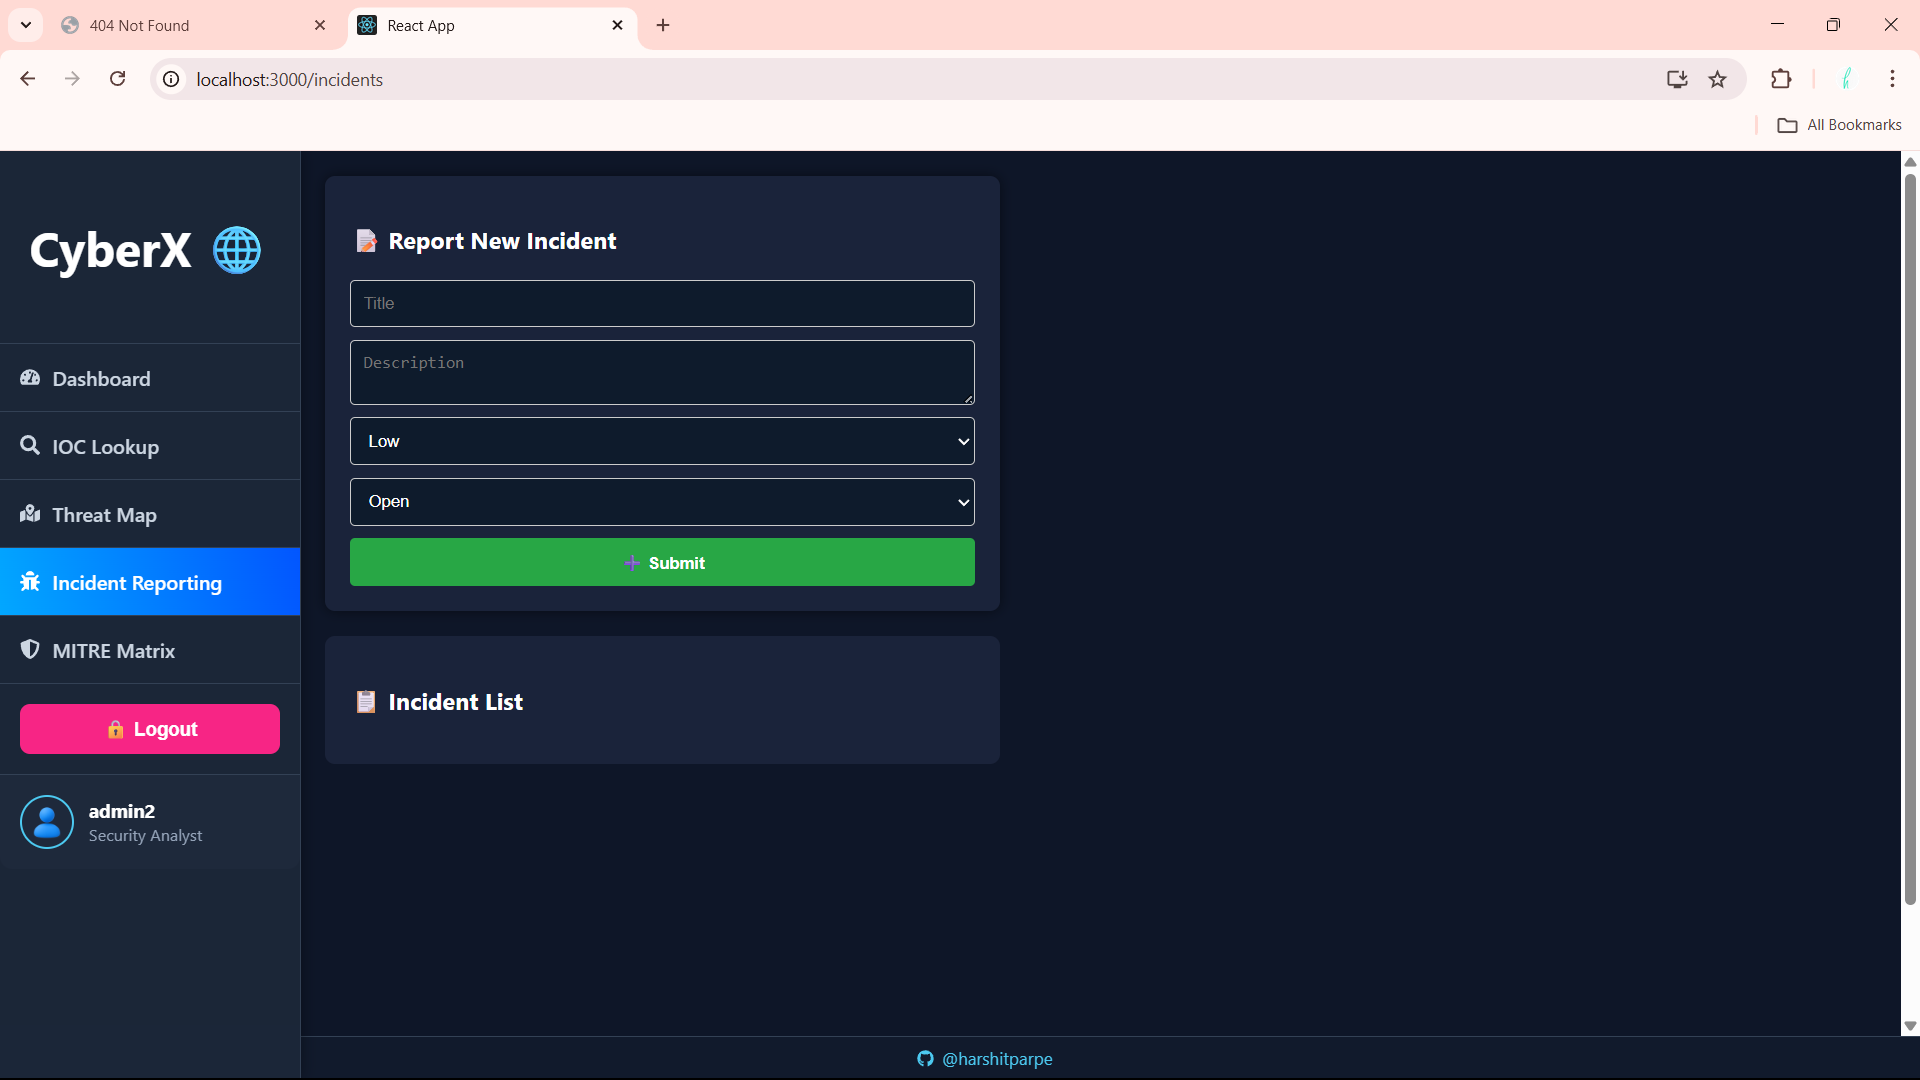 404 Not Found
React App
localhost:3000/incidents
All Bookmarks
CyberX
Dashboard
IOC Lookup
Threat Map
Incident Reporting
MITRE Matrix
Logout
admin2
Security Analyst
Report New Incident
Title
Description
Low
Open
Submit
Incident List
@harshitparpe